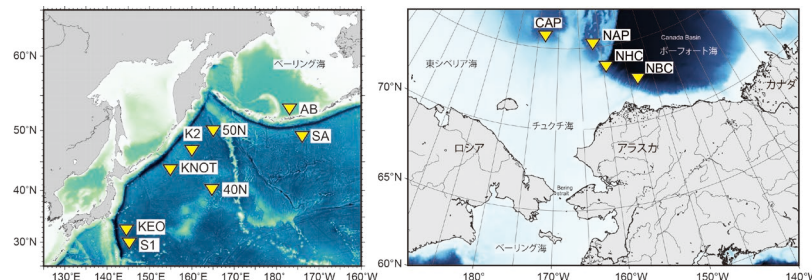 60°N
50°N
40°N
30°N
ベーリング海
AB
50N
K2
SA
KNOT
40N
KEO
S1
130°E
140°E
150°E
160°E
170°E
180°
170°W
160°W
CAP
NAP
Canada Basin
NHC
ボーフォート海
NBC
東シベリア海
70°N
カナダ
チュクチ海
ロシア
アラスカ
65°N
Bering
strait
60°N
ベーリング海
180°
170°W
160°W
150°W
140°W